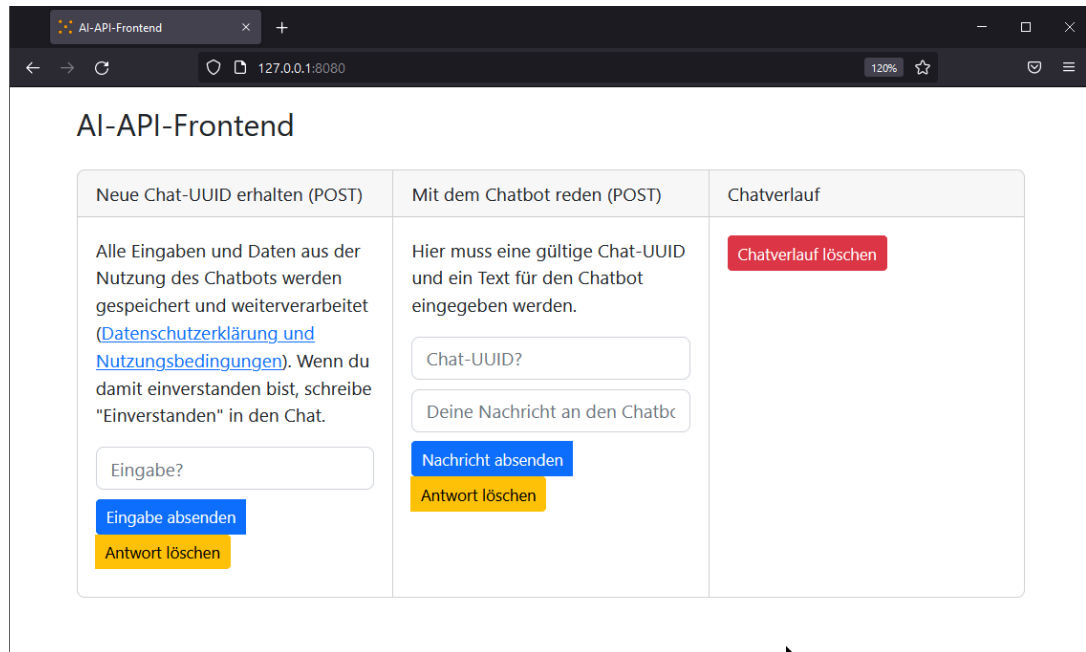 AI-API-Frontend
127.0.0.1:8080
120%
AI-API-Frontend
Neue Chat-UUID erhalten (POST)
Alle Eingaben und Daten aus der
Nutzung des Chatbots werden
gespeichert und weiterverarbeitet
(Datenschutzerklärung und
Nutzungsbedingungen). Wenn du
damit einverstanden bist, schreibe
"Einverstanden" in den Chat.
Eingabe?
Eingabe absenden
Antwort löschen
Mit dem Chatbot reden (POST)
Hier muss eine gültige Chat-UUID
und ein Text für den Chatbot
eingegeben werden.
Chat-UUID?
Deine Nachricht an den Chatbo
Nachricht absenden
Antwort löschen
Chatverlauf
Chatverlauf löschen